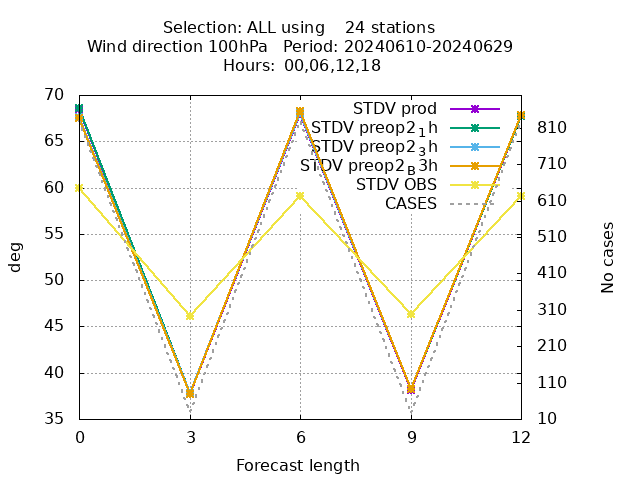 Selection: ALL using    24 stations
Wind direction 100hPa   Period: 20240610-20240629
Hours: 00,06,12,18
STDV prod
STDV preop2₁h
STDV preop2₃h
STDV preop2_B3h
STDV OBS
CASES
70
65
60
55
50
45
40
35
deg
810
710
610
510
410
310
210
110
10
No cases
0 3 6 9 12
Forecast length